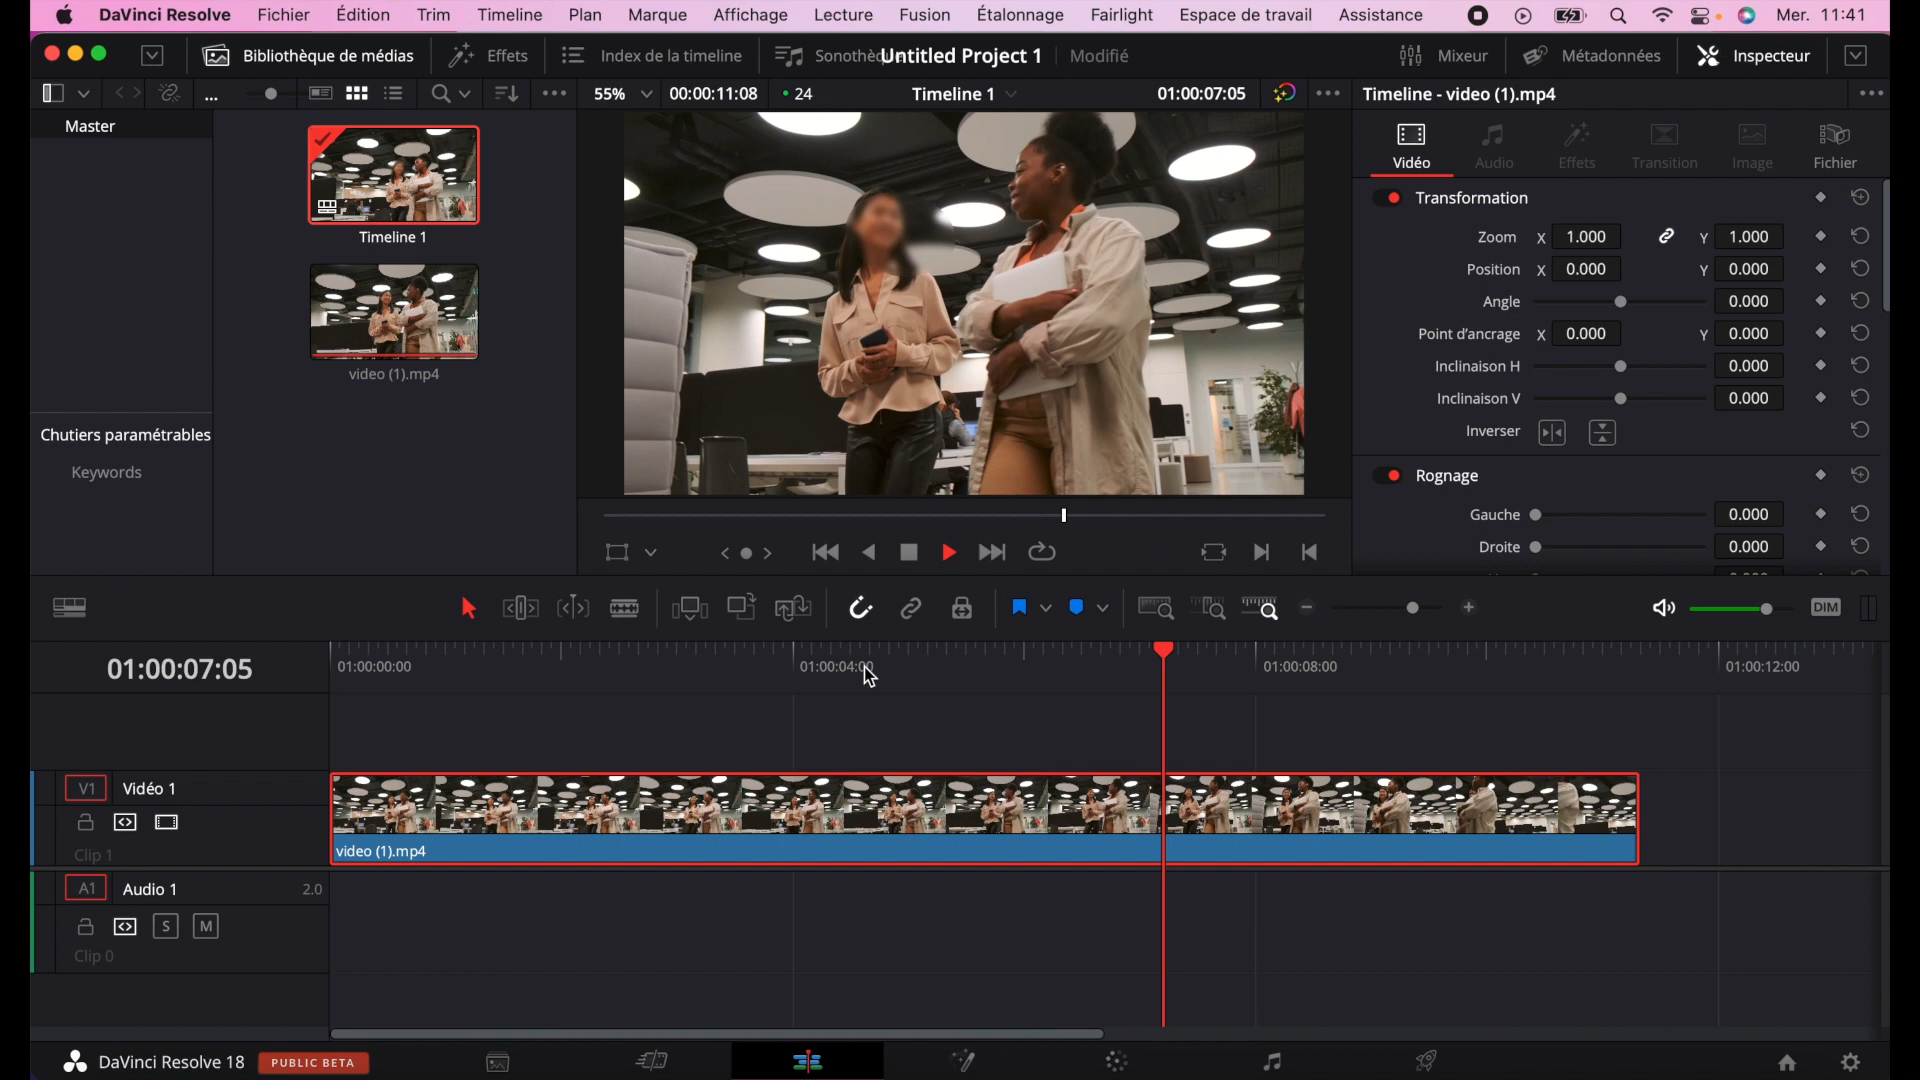 DaVinci Resolve Fichier Édition Trim Timeline Plan Marque Affichage Lecture Fusion Étalonnage Fairlight Espace de travail Assistance Mer. 11:41
Bibliothèque de médias Effets Index de la timeline Sonothè Untitled Project 1 Modifié Mixeur Métadonnées Inspecteur
... 55% 00:00:11:08 24 Timeline 1 01:00:07:05 Timeline - video (1).mp4
Master
Timeline 1
video (1).mp4
Chutiers paramétrables
Keywords
Vidéo Audio Effets Transition Image Fichier
Transformation
Zoom X 1.000 Y 1.000
Position X 0.000 Y 0.000
Angle 0.000
Point d'ancrage X 0.000 Y 0.000
Inclinaison H 0.000
Inclinaison V 0.000
Inverser
Rognage
Gauche 0.000
Droite 0.000
DIM
01:00:07:05 01:00:00:00 01:00:04:00 01:00:08:00 01:00:12:00
V1 Vidéo 1
Clip 1
video (1).mp4
A1 Audio 1 2.0
S M
Clip 0
DaVinci Resolve 18 PUBLIC BETA